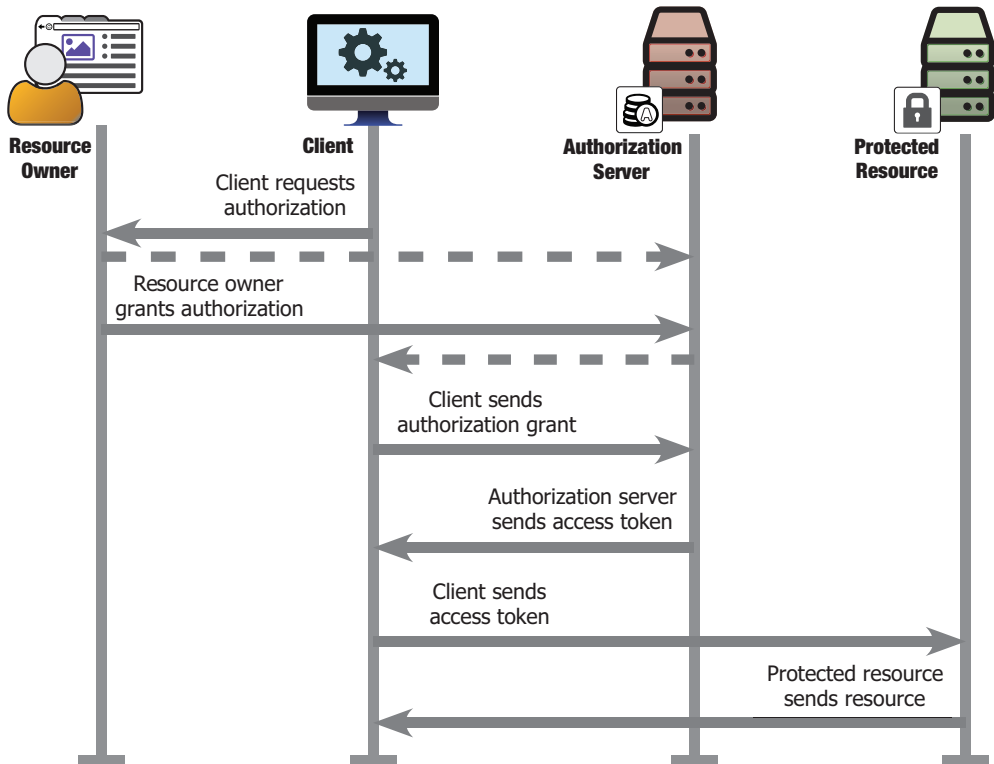 A
Resource
Owner
Client
Authorization
Server
Protected
Resource
Client requests
authorization
Resource owner
grants authorization
Client sends
authorization grant
Authorization server
sends access token
Client sends
access token
Protected resource
sends resource